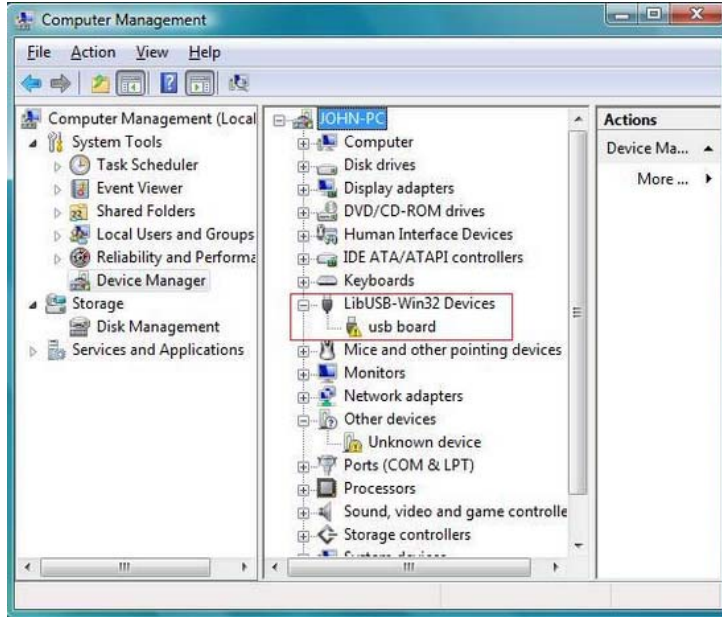 Computer Management
File Action View Help
Computer Management (Local
System Tools
Task Scheduler
Event Viewer
Shared Folders
Local Users and Groups
Reliability and Performa
Device Manager
Storage
Disk Management
Services and Applications
JOHN-PC
Computer
Disk drives
Display adapters
DVD/CD-ROM drives
Human Interface Devices
IDE ATA/ATAPI controllers
Keyboards
LibUSB-Win32 Devices
usb board
Mice and other pointing devices
Monitors
Network adapters
Other devices
Unknown device
Ports (COM & LPT)
Processors
Sound, video and game controlle
Storage controllers
System devices
Actions
Device Ma...
More ...